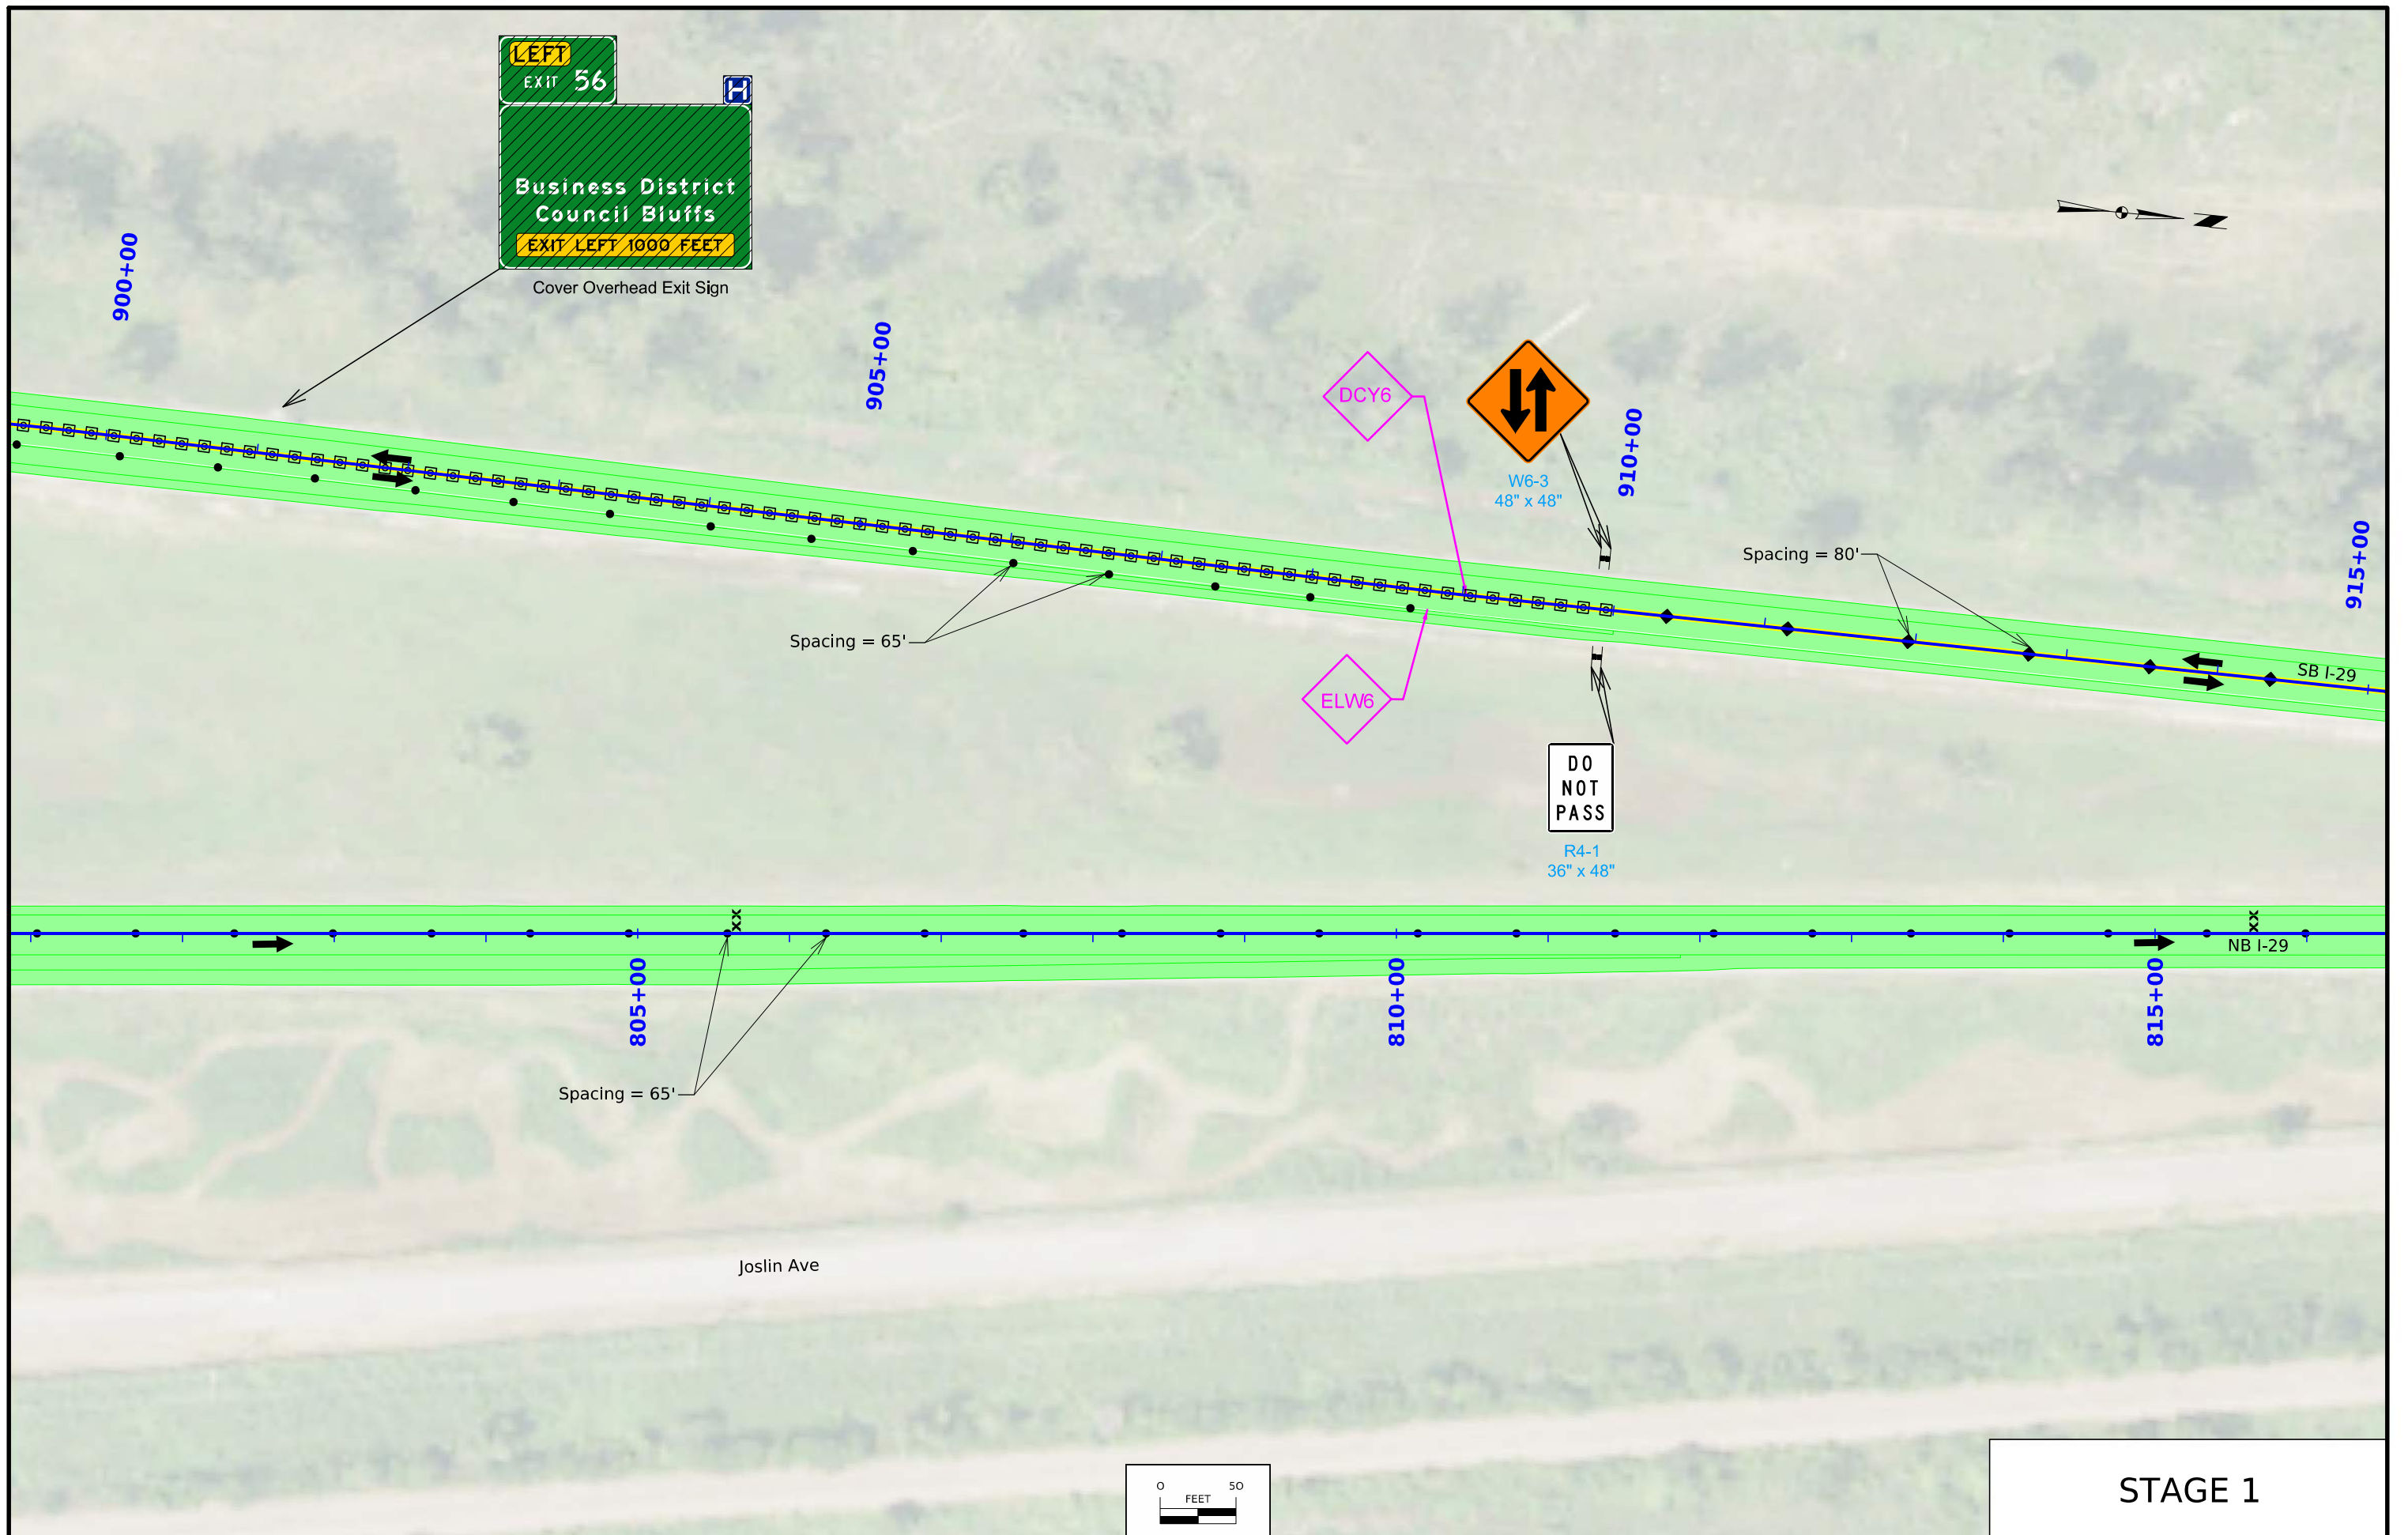 LEFT
EXIT 56
H
Business District
Council Bluffs
EXIT LEFT 1000 FEET
Cover Overhead Exit Sign
900+00
905+00
DCY6
W6-3
48" x 48"
910+00
Spacing = 80'
915+00
SB I-29
Spacing = 65'
ELW6
DO
NOT
PASS
R4-1
36" x 48"
XX
XX
NB I-29
805+00
810+00
815+00
Spacing = 65'
Joslin Ave
0 50
FEET
STAGE 1